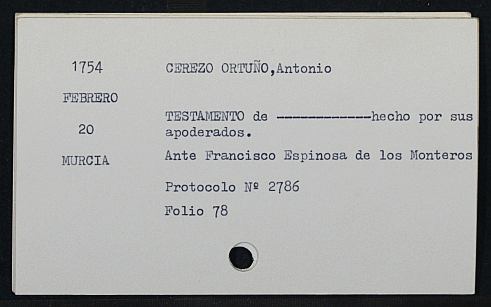 1754 CEREZO ORTUÑO,Antonio
FEBRERO
TESTAMENTO de ------------hecho por sus
20 apoderados.
MURCIA Ante Francisco Espinosa de los Monteros
Protocolo Nº 2786
Folio 78